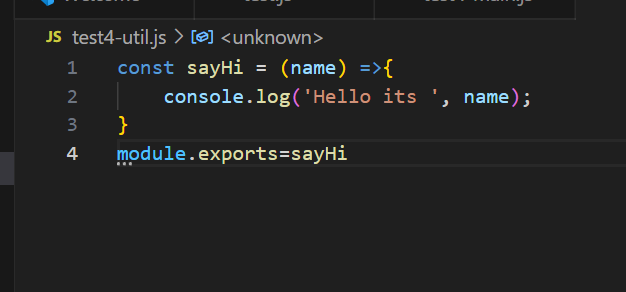 test4-util.js > <unknown>
1 const sayHi = (name) =>{
2     console.log('Hello its ', name);
3 }
4 module.exports=sayHi